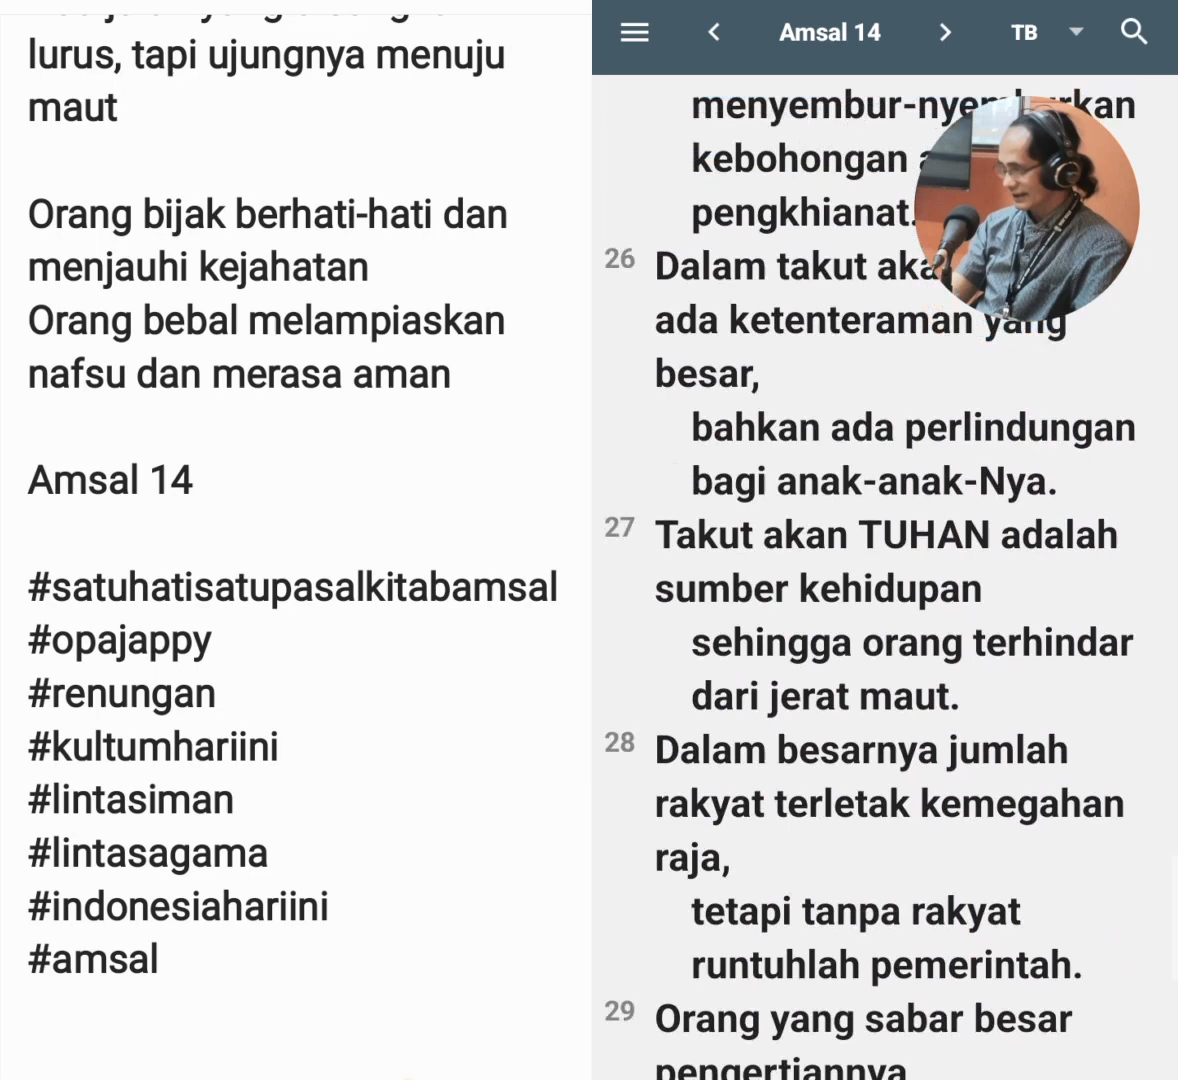 lurus, tapi ujungnya menuju
maut
Orang bijak berhati-hati dan
menjauhi kejahatan
Orang bebal melampiaskan
nafsu dan merasa aman
Amsal 14
#satuhatisatupasalkitabamsal
#opajappy
#renungan
#kultumhariini
#lintasiman
#lintasagama
#indonesiahariini
#amsal
Amsal 14
TB
kebohongan
pengkhianat.
26 Dalam takut
ada ketenteraman yang
besar,
bahkan ada perlindungan
bagi anak-anak-Nya.
27 Takut akan TUHAN adalah
sumber kehidupan
sehingga orang terhindar
dari jerat maut.
28 Dalam besarnya jumlah
rakyat terletak kemegahan
raja,
tetapi tanpa rakyat
runtuhlah pemerintah.
29 Orang yang sabar besar
pengertiannya